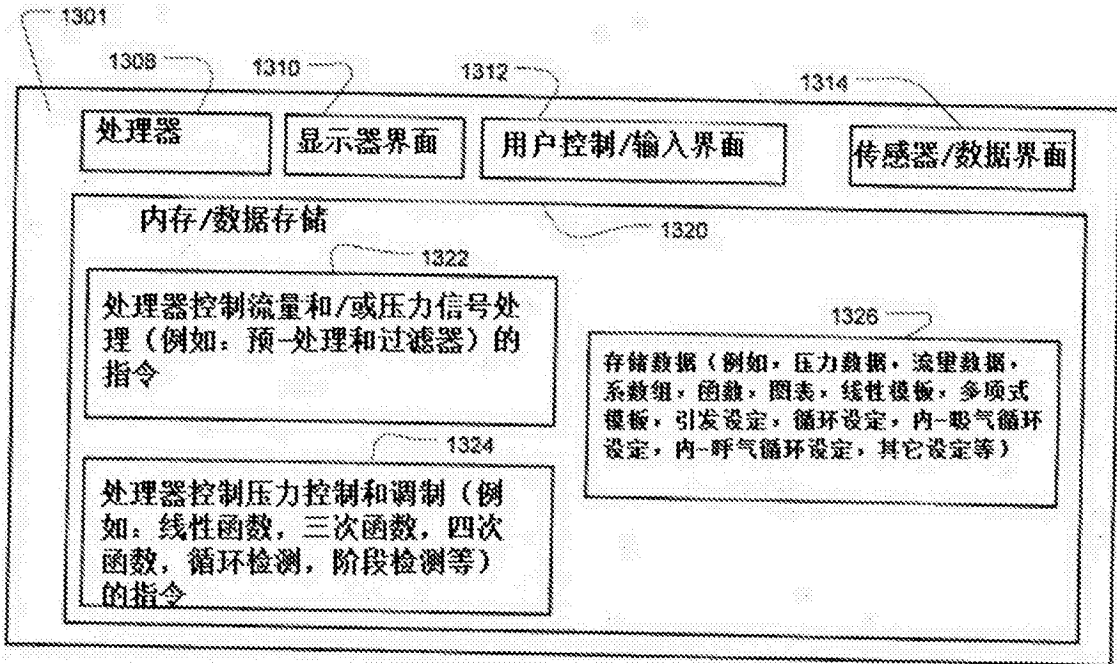 1301
1308
1310
1312
1314
处理器
显示器界面
用户控制/输入界面
传感器/数据界面
内存/数据存储
1320
1322
处理器控制流量和/或压力信号处
理（例如：预-处理和过滤器）的
指令
1326
存储数据（例如，压力数据，流量数据，
系数组，函数，图表，线性模板，多项式
模板，引发设定，循环设定，内-吸气循环
设定，内-呼气循环设定，其它设定等）
1324
处理器控制压力控制和调制（例
如：线性函数，三次函数，四次
函数，循环检测，阶段检测等）
的指令